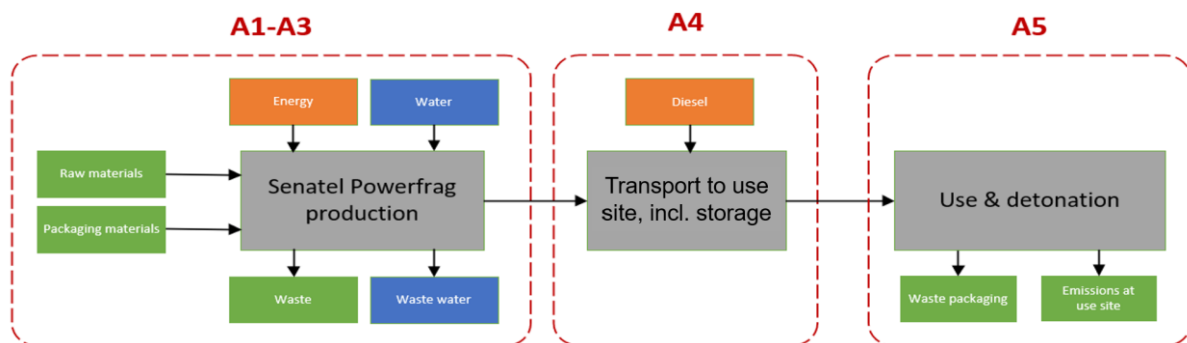 A1-A3
A4
A5
Energy
Water
Diesel
Raw materials
Packaging materials
Senatel Powerfrag
production
Transport to use
site, incl. storage
Use & detonation
Waste
Waste water
Waste packaging
Emissions at
use site